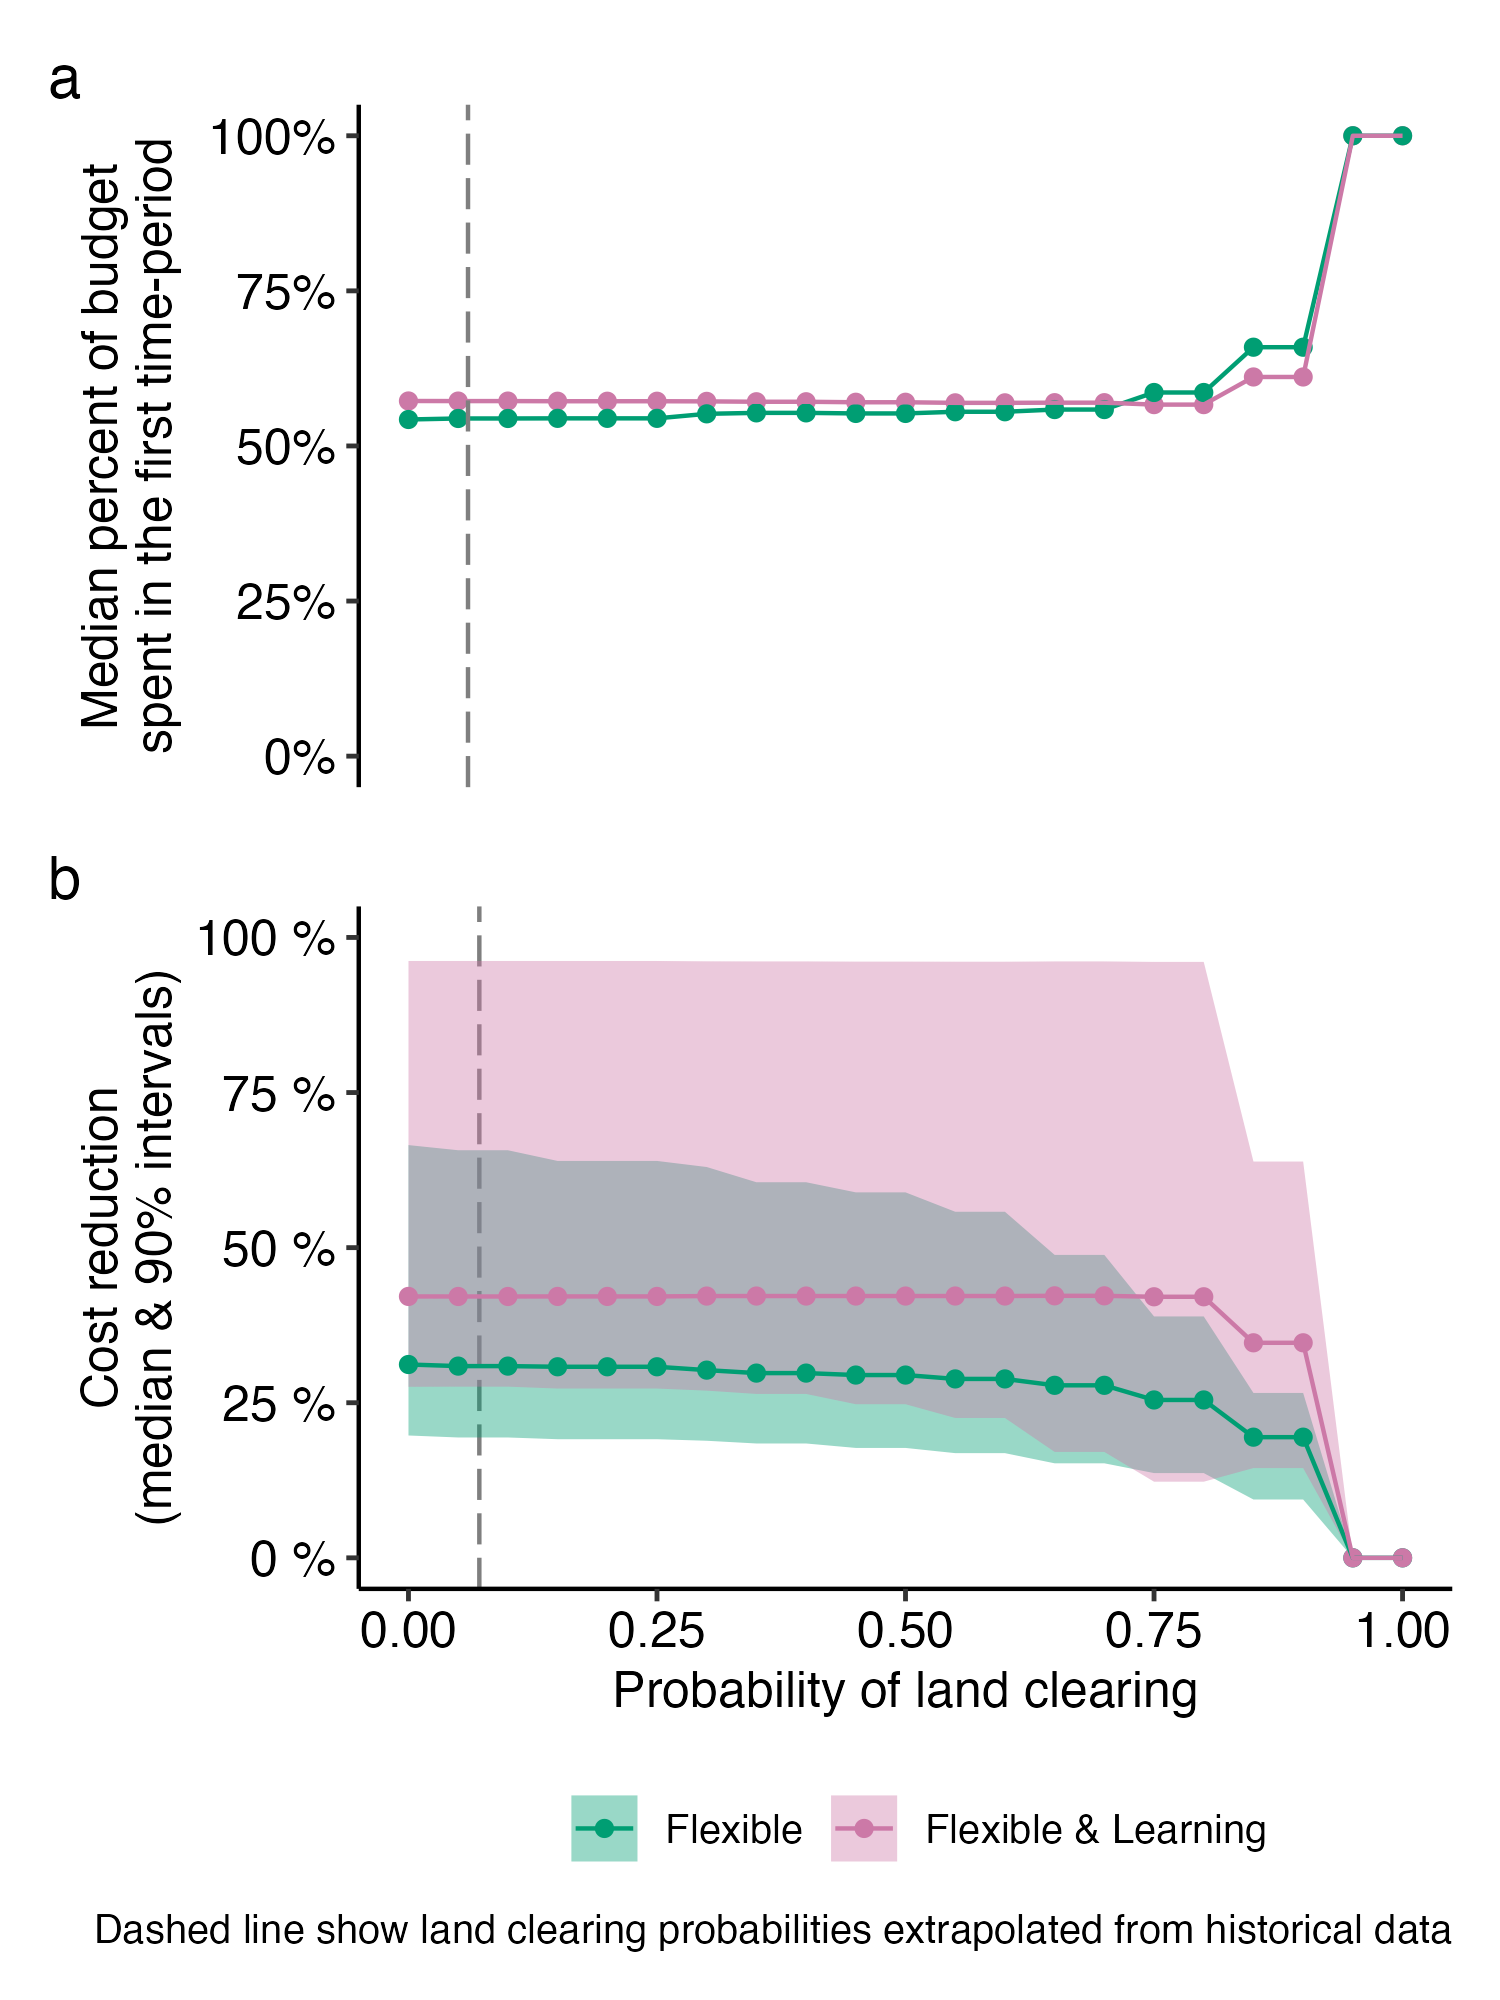 a
Median percent of budget
spent in the first time-period
100%
75%
50%
25%
0%
b
Cost reduction
(median & 90% intervals)
100 %
75 %
50 %
25 %
0 %
0.00 0.25 0.50 0.75 1.00
Probability of land clearing
Flexible Flexible & Learning
Dashed line show land clearing probabilities extrapolated from historical data